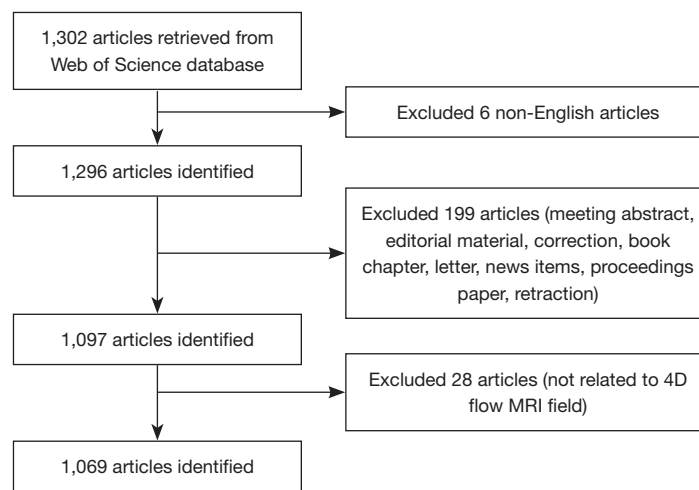 1,302 articles retrieved from
Web of Science database
Excluded 6 non-English articles
1,296 articles identified
Excluded 199 articles (meeting abstract,
editorial material, correction, book
chapter, letter, news items, proceedings
paper, retraction)
1,097 articles identified
Excluded 28 articles (not related to 4D
flow MRI field)
1,069 articles identified